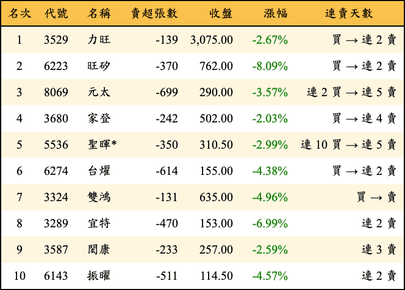 名次 代號 名稱 賣超張數 收盤 漲幅 連賣天數
1 3529 力旺 -139 3,075.00 -2.67% 買 → 連 2 賣
2 6223 旺矽 -370 762.00 -8.09% 買 → 連 2 賣
3 8069 元太 -699 290.00 -3.57% 連 2 買 → 連 5 賣
4 3680 家登 -242 502.00 -2.03% 買 → 連 4 賣
5 5536 聖暉* -350 310.50 -2.99% 連 10 買 → 連 5 賣
6 6274 台燿 -614 155.00 -4.38% 買 → 連 2 賣
7 3324 雙鴻 -131 635.00 -4.96% 買 → 賣
8 3289 宜特 -470 153.00 -6.99% 連 2 賣
9 3587 閎康 -233 257.00 -2.59% 連 3 賣
10 6143 振曜 -511 114.50 -4.57% 連 2 賣